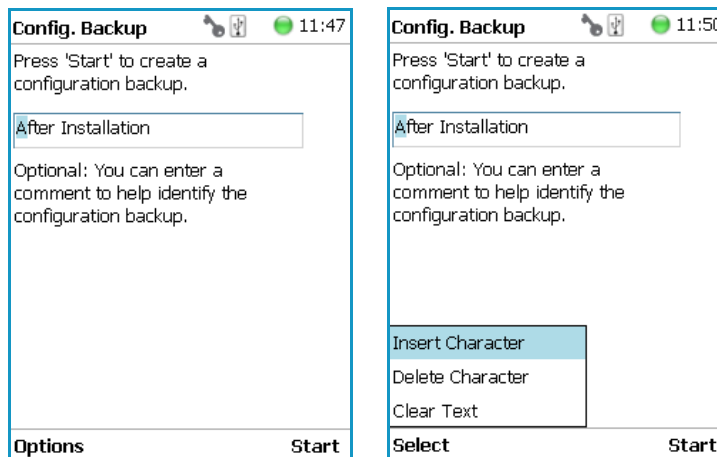 Config. Backup 11:47
Press 'Start' to create a
configuration backup.
After Installation
Optional: You can enter a
comment to help identify the
configuration backup.
Options Start
Config. Backup 11:50
Press 'Start' to create a
configuration backup.
After Installation
Optional: You can enter a
comment to help identify the
configuration backup.
Insert Character
Delete Character
Clear Text
Select Start